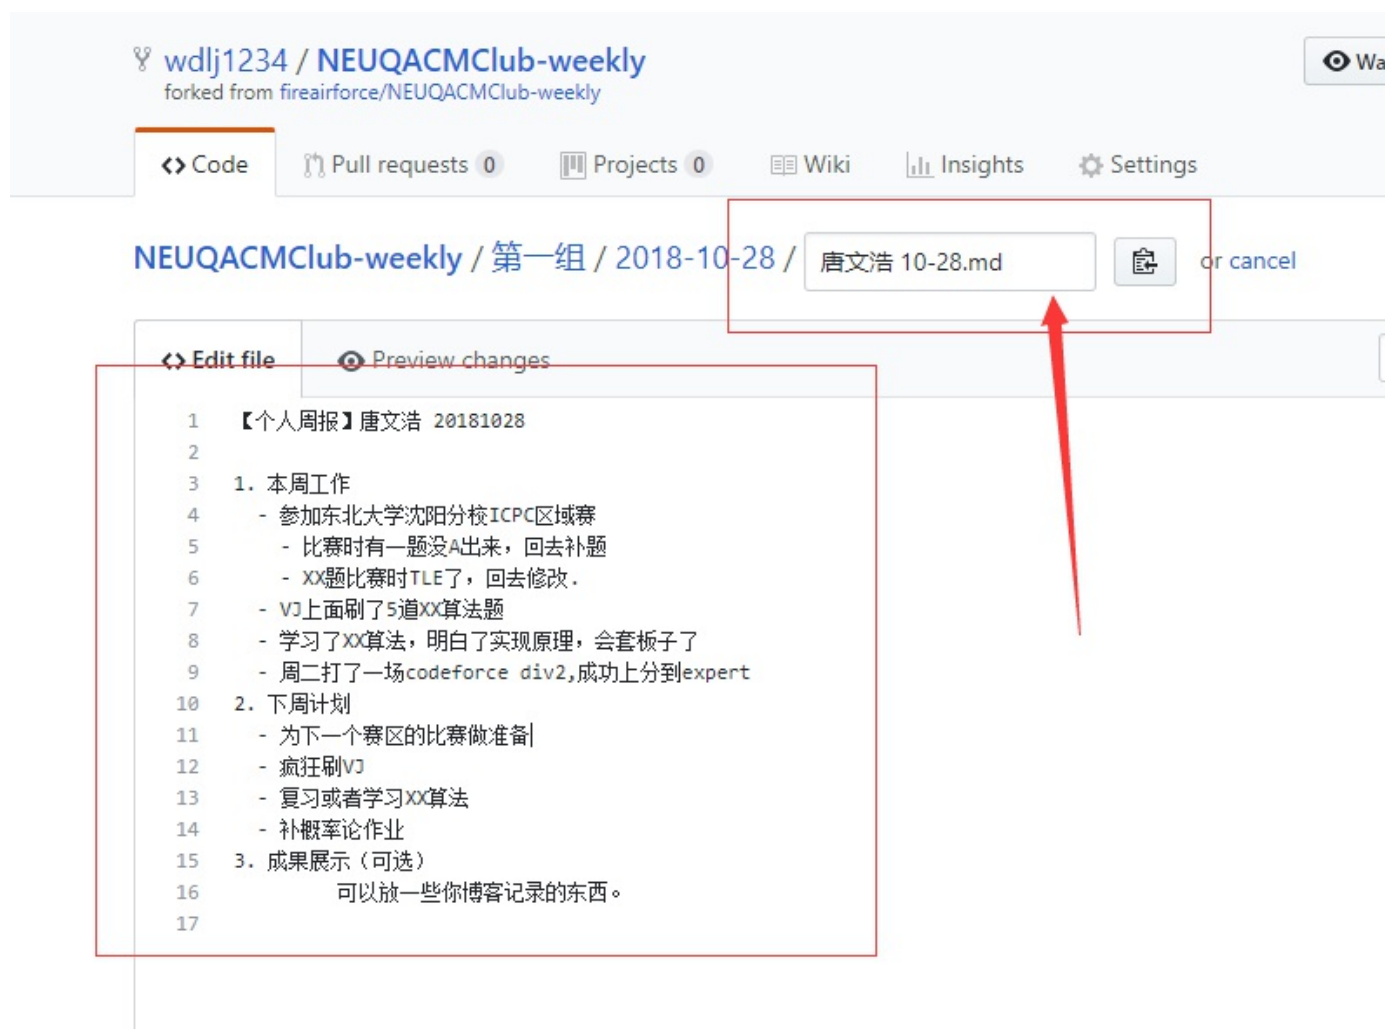 wdlj1234 / NEUQACMClub-weekly
forked from fireairforce/NEUQACMClub-weekly
Wa
Code Pull requests 0 Projects 0 Wiki Insights Settings
NEUQACMClub-weekly / 第一组 / 2018-10-28 / 唐文浩 10-28.md or cancel
Edit file Preview changes
1 【个人周报】唐文浩 20181028
2
3 1. 本周工作
4 - 参加东北大学沈阳分校ICPC区域赛
5 - 比赛时有一题没A出来，回去补题
6 - XX题比赛时TLE了，回去修改.
7 - VJ上面刷了5道XX算法题
8 - 学习了XX算法，明白了实现原理，会套板子了
9 - 周二打了一场codeforce div2,成功上分到expert
10 2. 下周计划
11 - 为下一个赛区的比赛做准备
12 - 疯狂刷VJ
13 - 复习或者学习XX算法
14 - 补概率论作业
15 3. 成果展示（可选）
16 可以放一些你博客记录的东西。
17